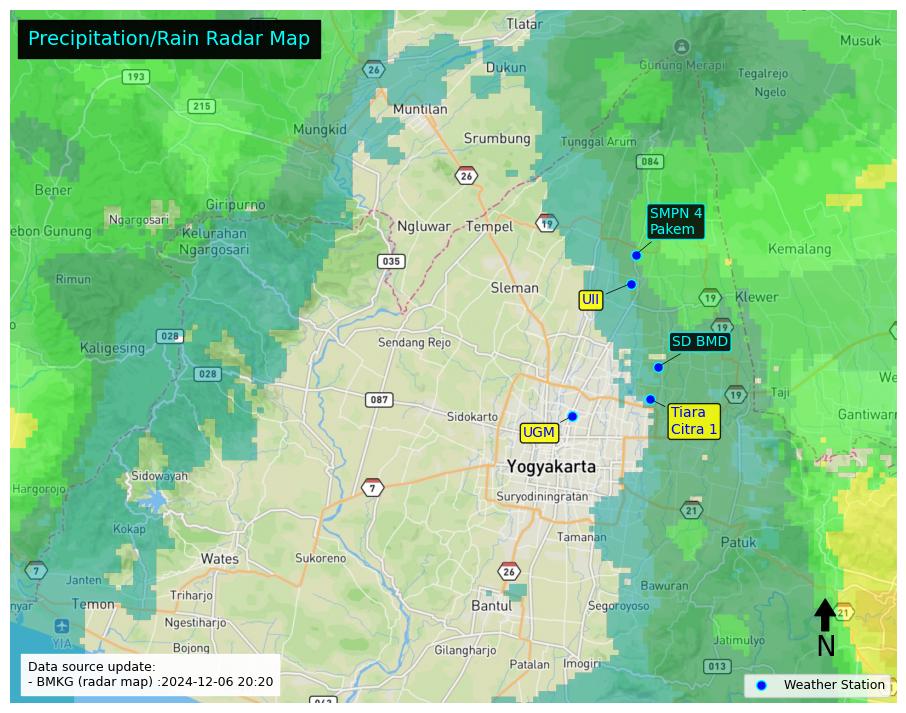 Precipitation/Rain Radar Map
Tlatar
Musuk
Gunung Merapi
26
Dukun
Tegalrejo
193
Ngelo
215
Muntilan
Mungkid
Srumbung
Tunggal Arum
084
26
Bener
Giripurno
SMPN 4
Pakem
Ngargosari
19
ebon Gunung
Kelurahan
Ngargosari
Ngluwar
Tempel
Kemalang
035
Rimun
Sleman
UII
19
Klewer
19
028
Sendang Rejo
SD BMD
Kaligesing
028
We
087
Taji
19
Sidokarto
Tiara
Citra 1
Gantiwarn
UGM
Yogyakarta
Sidowayah
Hargorojo
7
Suryodiningratan
21
Kokap
Tamanan
Patuk
Wates
Sukoreno
7
26
Janten
Bawuran
nyar
Temon
Triharjo
Bantul
Segoroyoso
21
Ngestiharjo
YIA
Jatimulyo
Bojong
Gilangharjo
N
Patalan
Imogiri
013
Data source update:
- BMKG (radar map) :2024-12-06 20:20
Weather Station